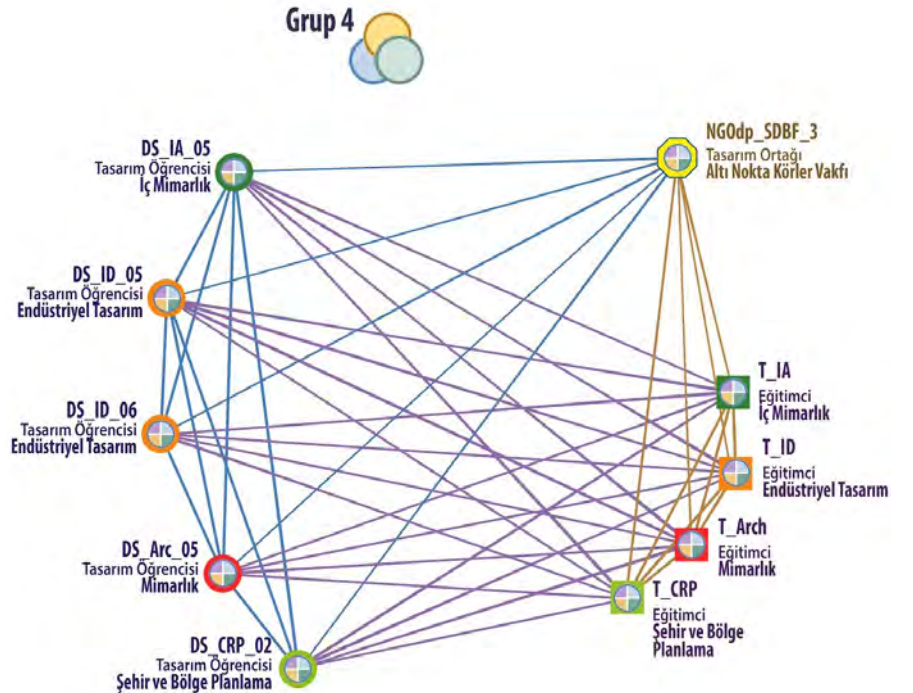 Grup 4
DS_IA_05
Tasarım Öğrencisi
İç Mimarlık
NGOdp_SDBF_3
Tasarım Ortağı
Altı Nokta Körler Vakfı
DS_ID_05
Tasarım Öğrencisi
Endüstriyel Tasarım
T_IA
Eğitimci
İç Mimarlık
DS_ID_06
Tasarım Öğrencisi
Endüstriyel Tasarım
T_ID
Eğitimci
Endüstriyel Tasarım
T_Arch
Eğitimci
Mimarlık
DS_Arc_05
Tasarım Öğrencisi
Mimarlık
T_CRP
Eğitimci
Şehir ve Bölge
Planlama
DS_CRP_02
Tasarım Öğrencisi
Şehir ve Bölge Planlama